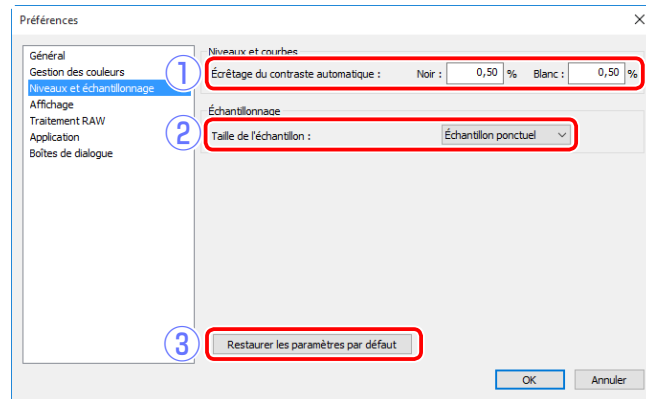 Préférences
Général
Gestion des couleurs
Niveaux et échantillonnage
Affichage
Traitement RAW
Application
Boîtes de dialogue
Niveaux et courbes
1 Écrêtage du contraste automatique : Noir : 0,50 % Blanc : 0,50 %
Échantillonnage
2 Taille de l'échantillon : Échantillon ponctuel
3 Restaurer les paramètres par défaut
OK Annuler